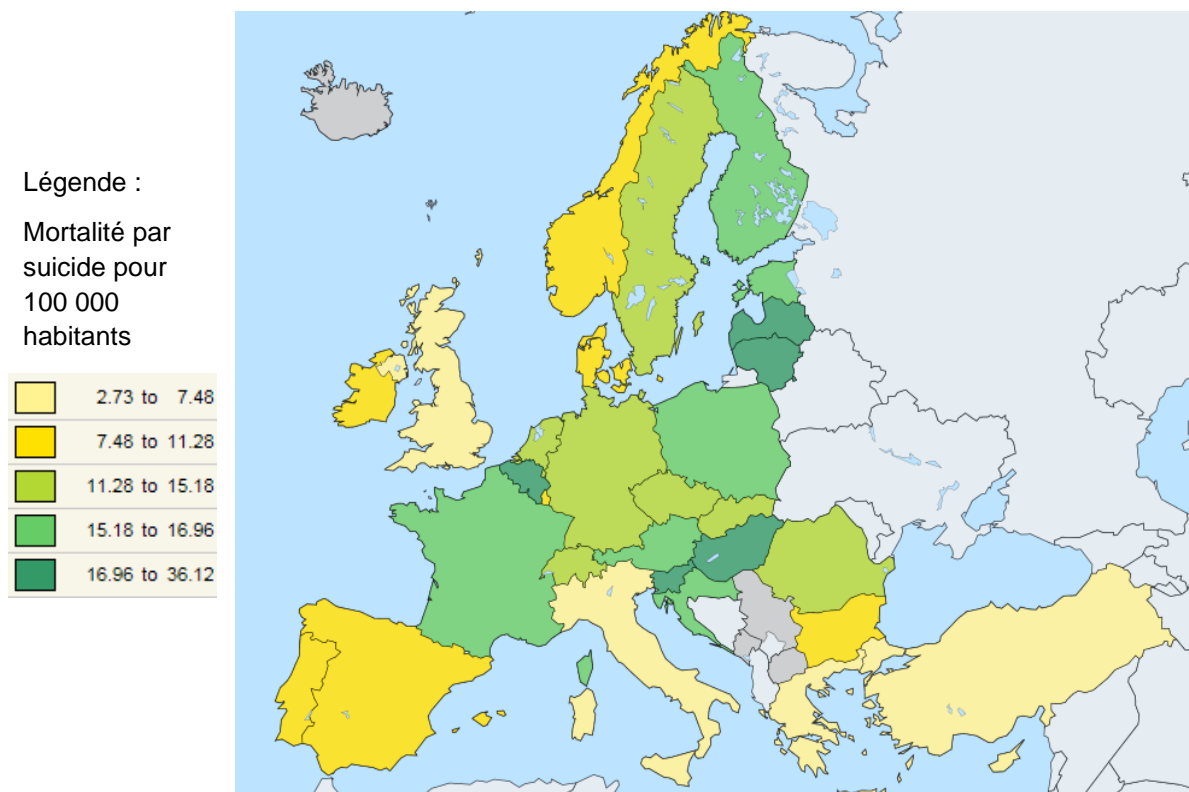 Légende :
Mortalité par
suicide pour
100 000
habitants
2.73 to 7.48
7.48 to 11.28
11.28 to 15.18
15.18 to 16.96
16.96 to 36.12